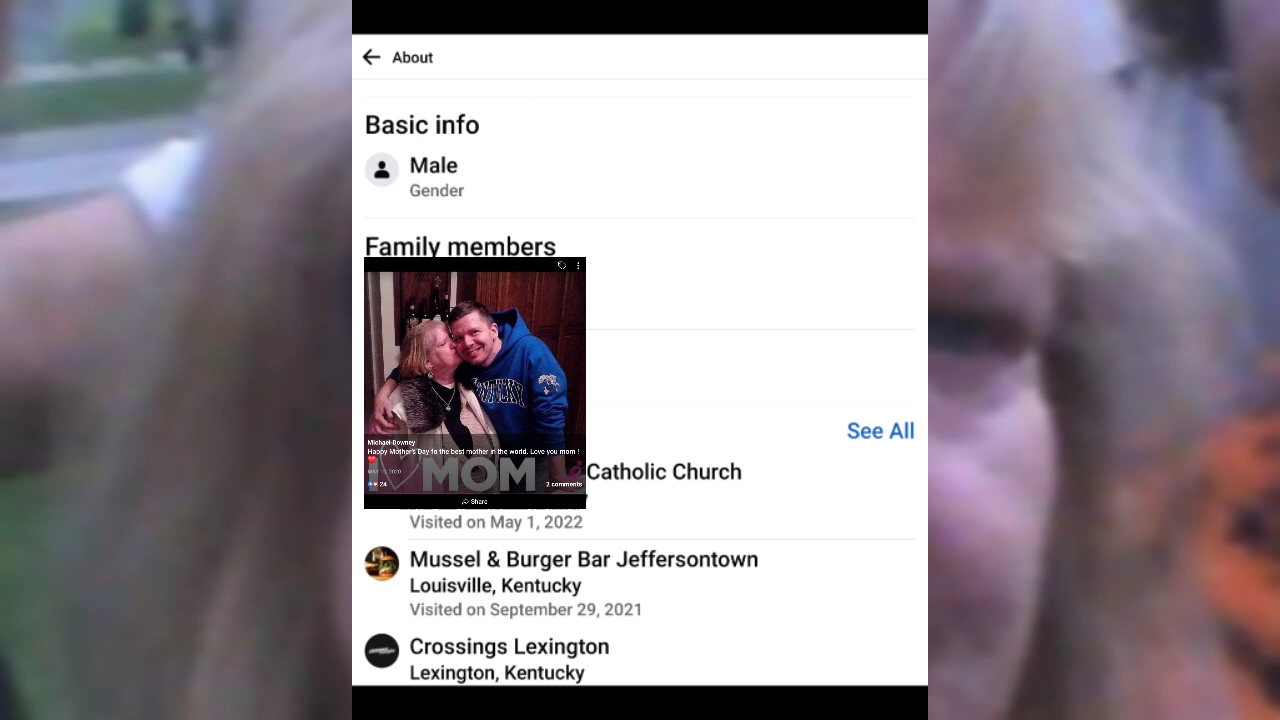 About
Basic info
Male
Gender
Family members
KENTUCKY
Michael Downey
Happy Mother's Day to the best mother in the world. Love you mom !
MOM
24
2 comments
Share
See All
Catholic Church
Visited on May 1, 2022
Mussel & Burger Bar Jeffersontown
Louisville, Kentucky
Visited on September 29, 2021
Crossings Lexington
Lexington, Kentucky